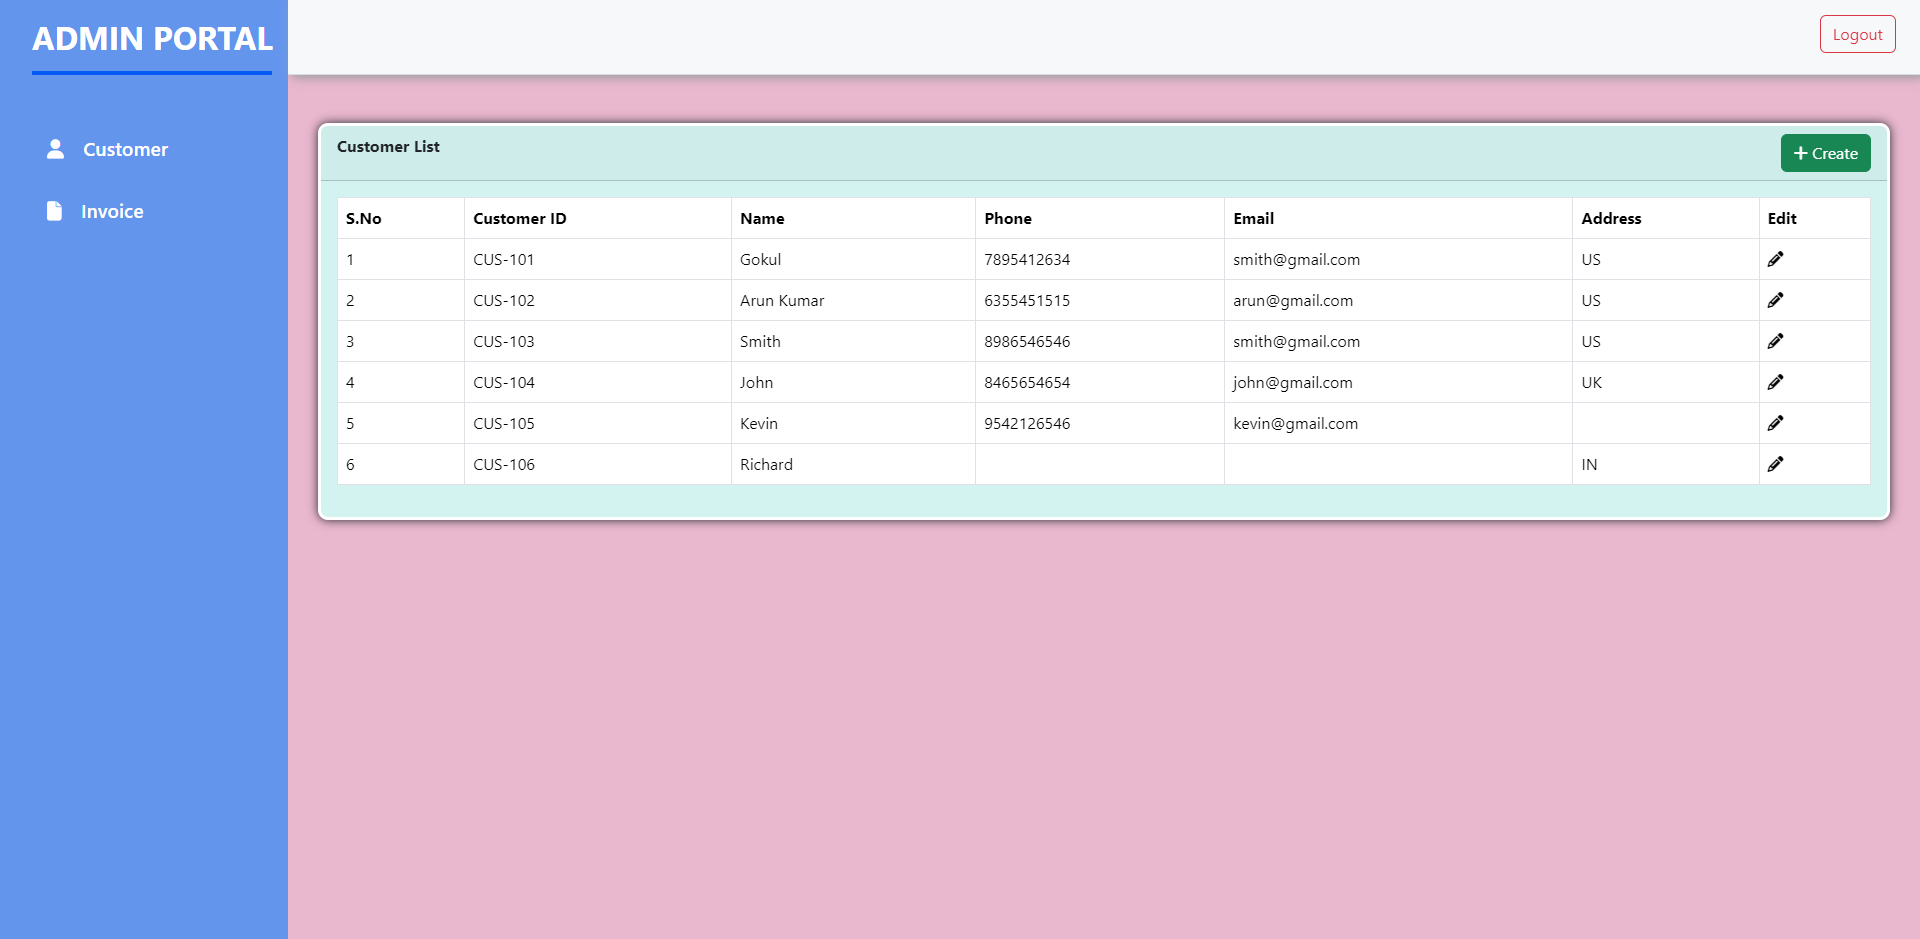 ADMIN PORTAL
Logout
Customer
Invoice
Customer List
Create
S.No Customer ID Name Phone Email Address Edit
1 CUS-101 Gokul 7895412634 smith@gmail.com US
2 CUS-102 Arun Kumar 6355451515 arun@gmail.com US
3 CUS-103 Smith 8986546546 smith@gmail.com US
4 CUS-104 John 8465654654 john@gmail.com UK
5 CUS-105 Kevin 9542126546 kevin@gmail.com
6 CUS-106 Richard IN